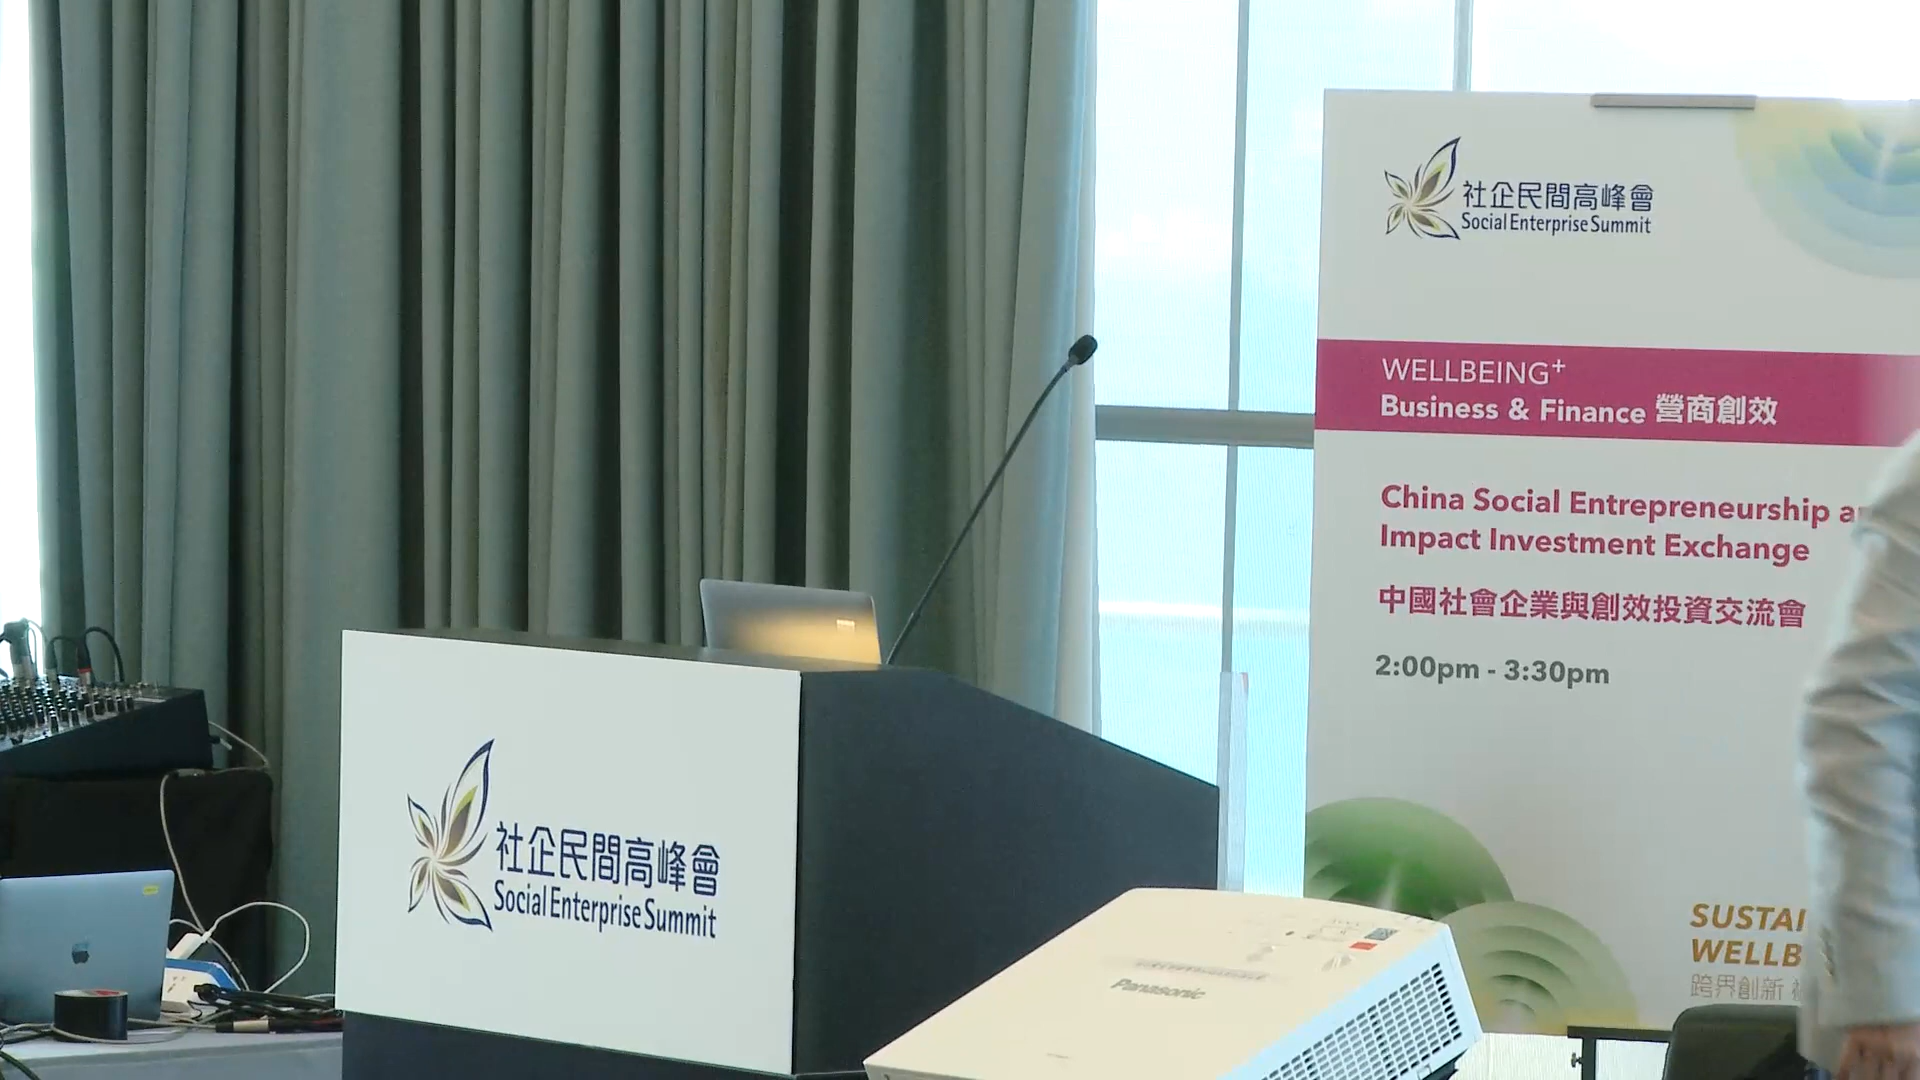 社企民間高峰會
Social Enterprise Summit
WELLBEING+
Business & Finance 營商創效
China Social Entrepreneurship
Impact Investment Exchange
中國社會企業與創效投資交流會
2:00pm - 3:30pm
跨界創新
社企民間高峰會
Social Enterprise Summit
Panasonic